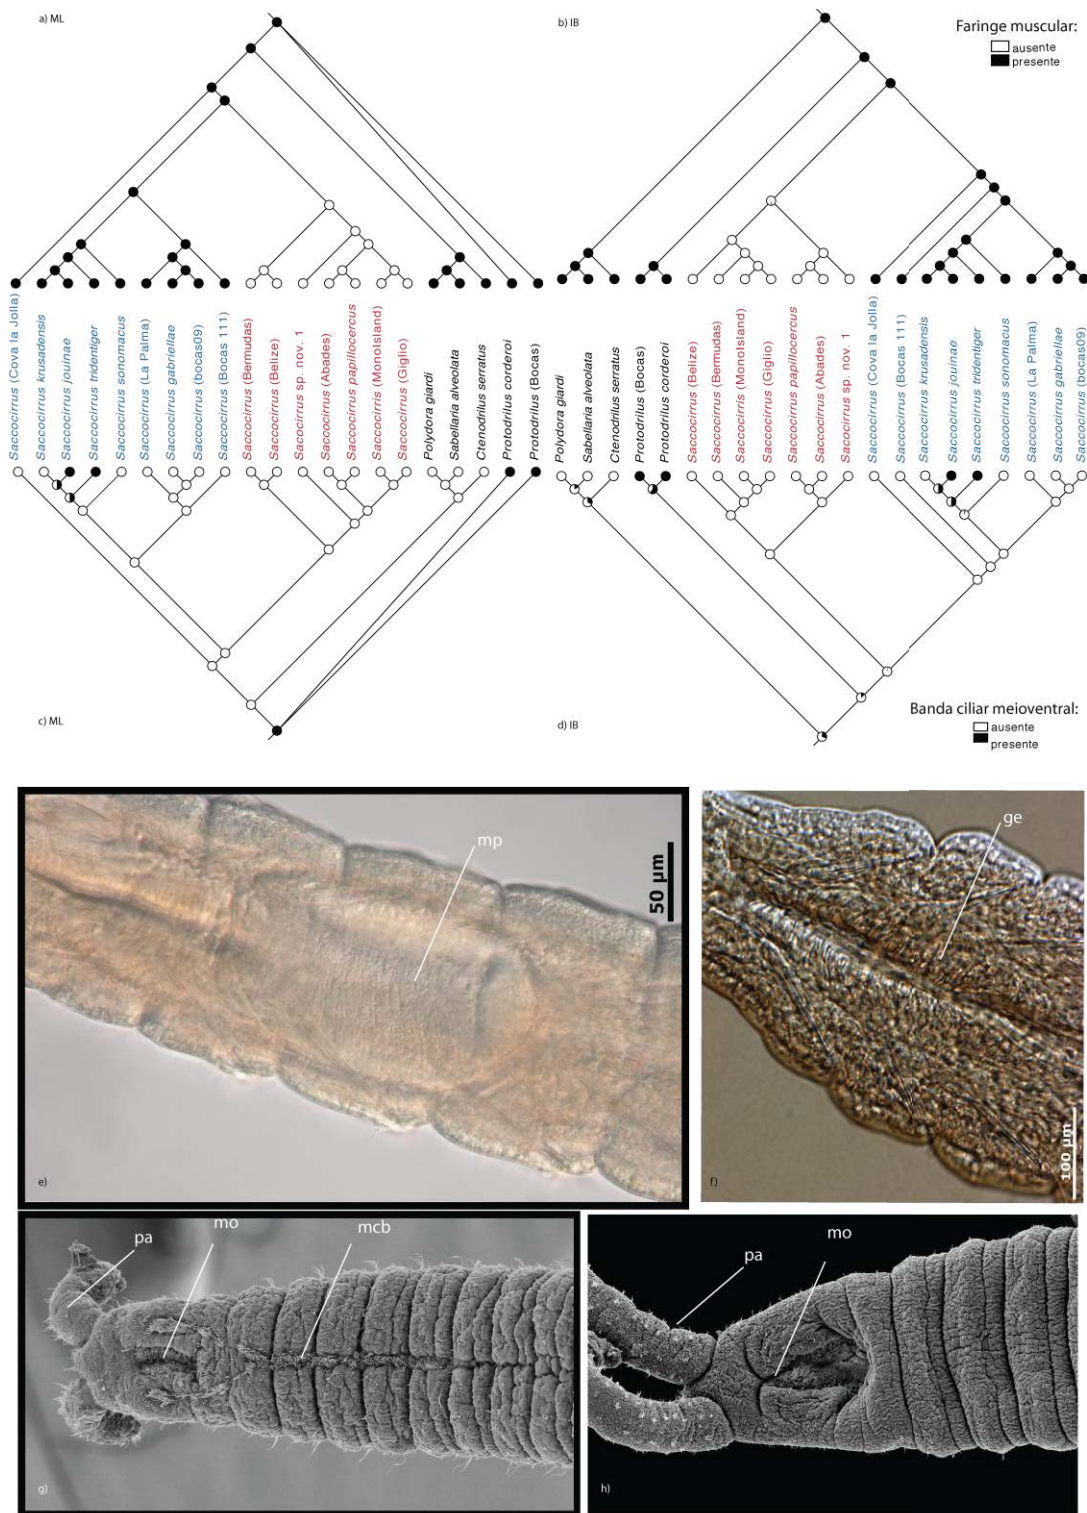 a) ML
b) IB
Faringe muscular:
ausente
presente
Saccocirrus (Cova la Jolla)
Saccocirrus krusadensis
Saccocirrus jouinae
Saccocirrus tridentiger
Saccocirrus sonomacus
Saccocirrus (La Palma)
Saccocirrus gabriellae
Saccocirrus (bocas09)
Saccocirrus (Bocas 111)
Saccocirrus (Bermudas)
Saccocirrus (Belize)
Saccocirrus sp. nov. 1
Saccocirrus (Abades)
Saccocirrus papillocercus
Saccocirris (MonoIsland)
Saccocirrus (Giglio)
Polydora giardi
Sabellaria alveolata
Ctenodrilus serratus
Protodrilus corderoi
Protodrilus (Bocas)
Polydora giardi
Sabellaria alveolata
Ctenodrilus serratus
Protodrilus (Bocas)
Protodrilus corderoi
Saccocirrus (Belize)
Saccocirrus (Bermudas)
Saccocirris (MonoIsland)
Saccocirrus (Giglio)
Saccocirrus papillocercus
Saccocirrus (Abades)
Saccocirrus sp. nov. 1
Saccocirrus (Cova la Jolla)
Saccocirrus (Bocas 111)
Saccocirrus krusadensis
Saccocirrus jouinae
Saccocirrus tridentiger
Saccocirrus sonomacus
Saccocirrus (La Palma)
Saccocirrus gabriellae
Saccocirrus (bocas09)
c) ML
d) IB
Banda ciliar meioventral:
ausente
presente
mp
50 µm
e)
ge
100 µm
f)
pa
mo
mcb
g)
pa
mo
h)